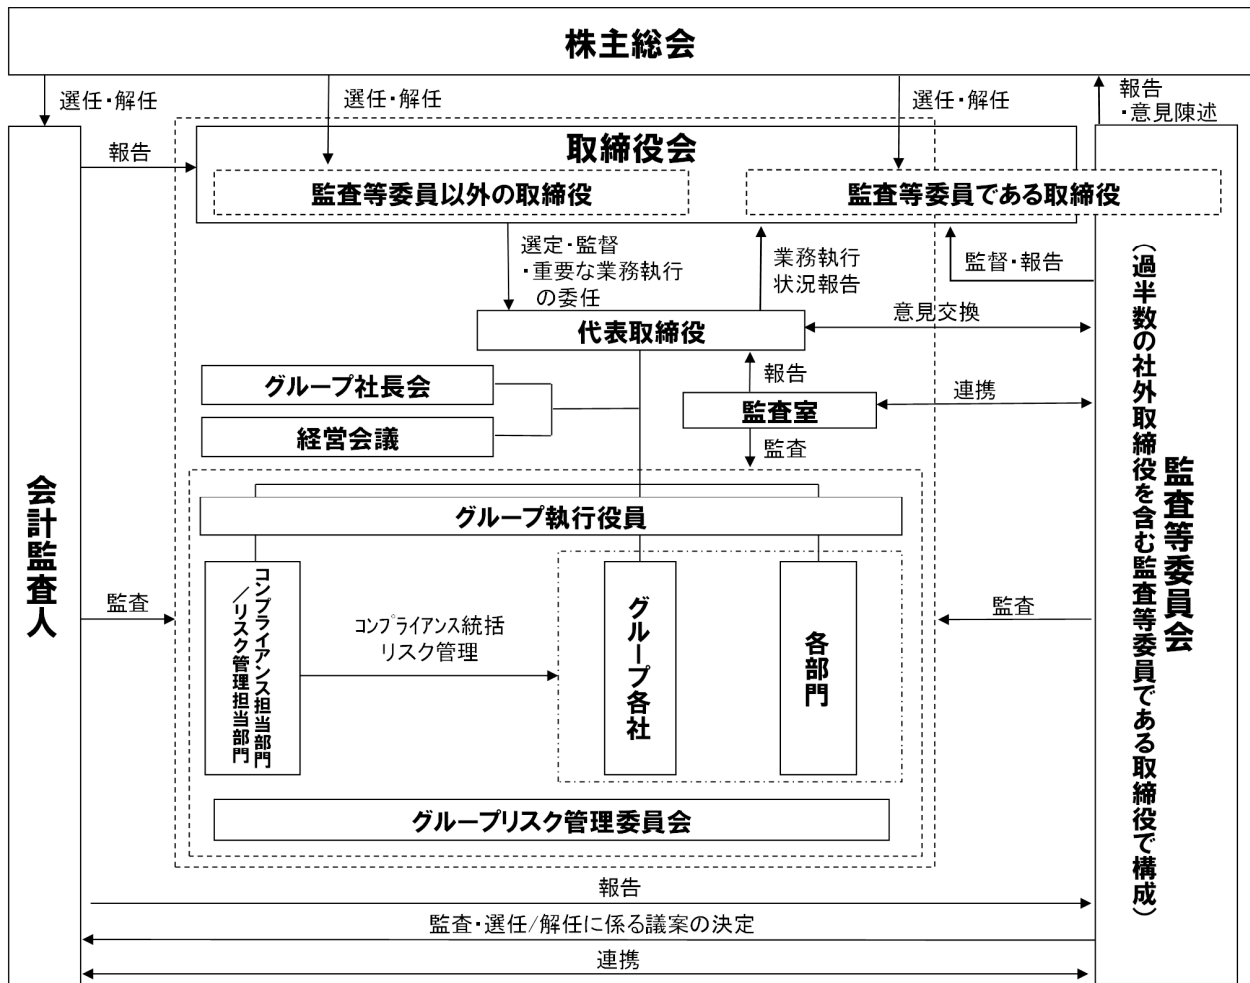 株主総会
選任・解任
選任・解任
選任・解任
報告
・意見陳述
報告
取締役会
監査等委員以外の取締役
監査等委員である取締役
選定・監督
・重要な業務執行
の委任
業務執行
状況報告
監督・報告
代表取締役
意見交換
グループ社長会
経営会議
報告
監査室
連携
監査
グループ執行役員
会計監査人
監査
コンプライアンス担当部門
／リスク管理担当部門
コンプライアンス統括
リスク管理
グループ各社
各部門
監査
監査等委員会
（過半数の社外取締役を含む監査等委員である取締役で構成）
グループリスク管理委員会
報告
監査・選任/解任に係る議案の決定
連携